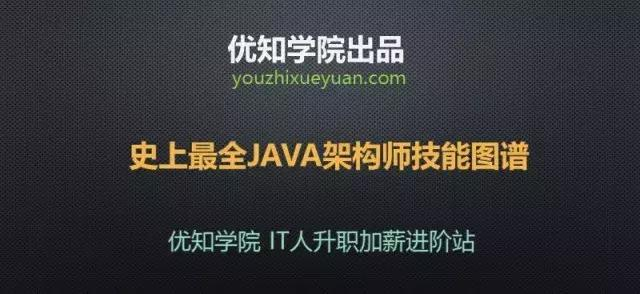 优知学院出品
youzhixueyuan.com
史上最全JAVA架构师技能图谱
优知学院 IT人升职加薪进阶站